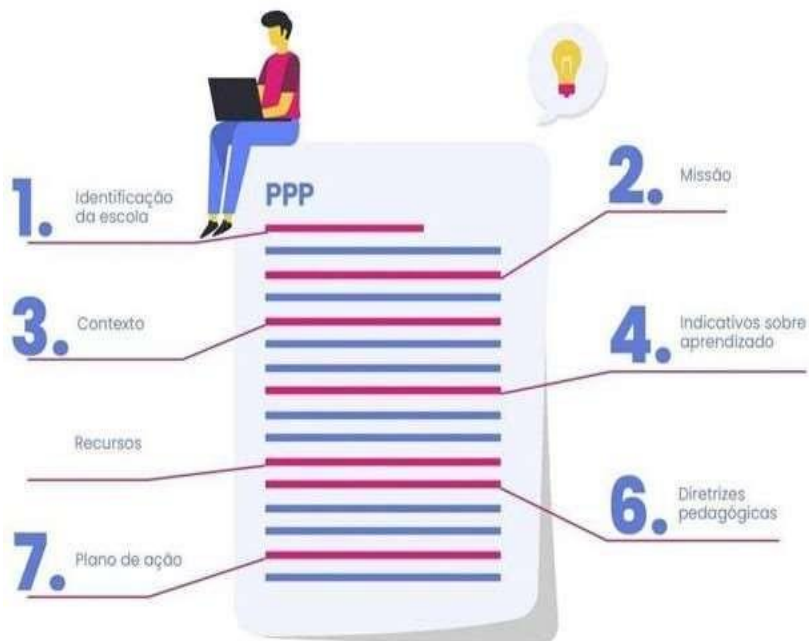 PPP
1.
Identificação
da escola
2.
Missão
3.
Contexto
4.
Indicativos sobre
aprendizado
Recursos
6.
Diretrizes
pedagógicas
7.
Plano de ação